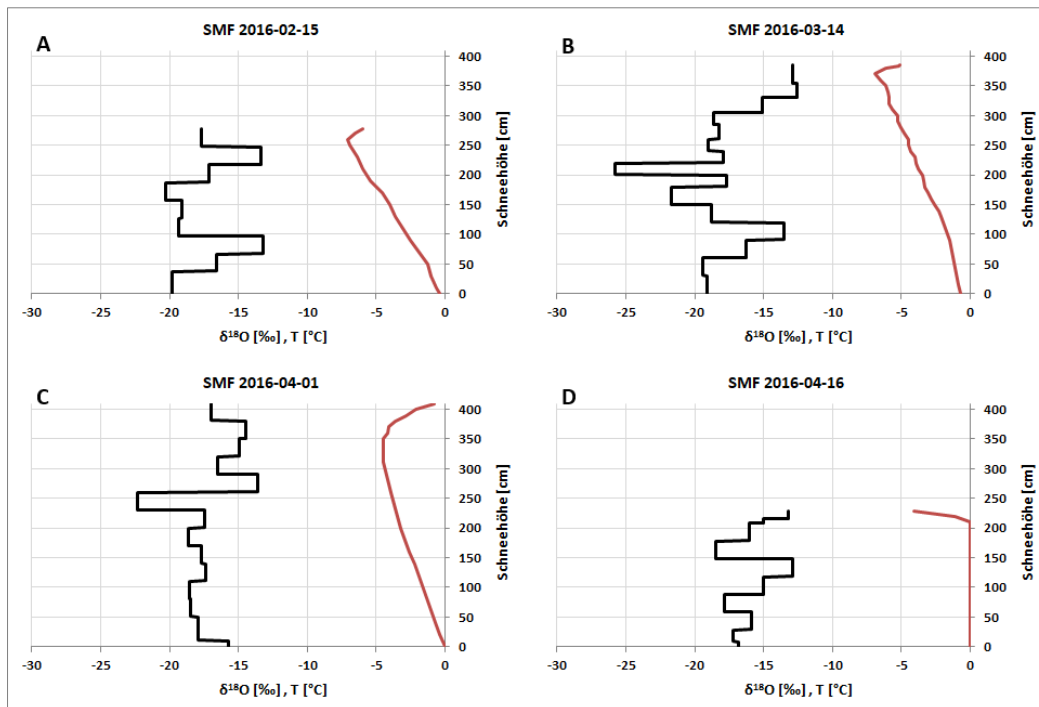 A
SMF 2016-02-15
400
350
300
250
200
150
100
50
0
Schneehöhe [cm]
-30 -25 -20 -15 -10 -5 0
δ¹⁸O [‰] , T [°C]
B
SMF 2016-03-14
400
350
300
250
200
150
100
50
0
Schneehöhe [cm]
-30 -25 -20 -15 -10 -5 0
δ¹⁸O [‰] , T [°C]
C
SMF 2016-04-01
400
350
300
250
200
150
100
50
0
Schneehöhe [cm]
-30 -25 -20 -15 -10 -5 0
δ¹⁸O [‰] , T [°C]
D
SMF 2016-04-16
400
350
300
250
200
150
100
50
0
Schneehöhe [cm]
-30 -25 -20 -15 -10 -5 0
δ¹⁸O [‰] , T [°C]